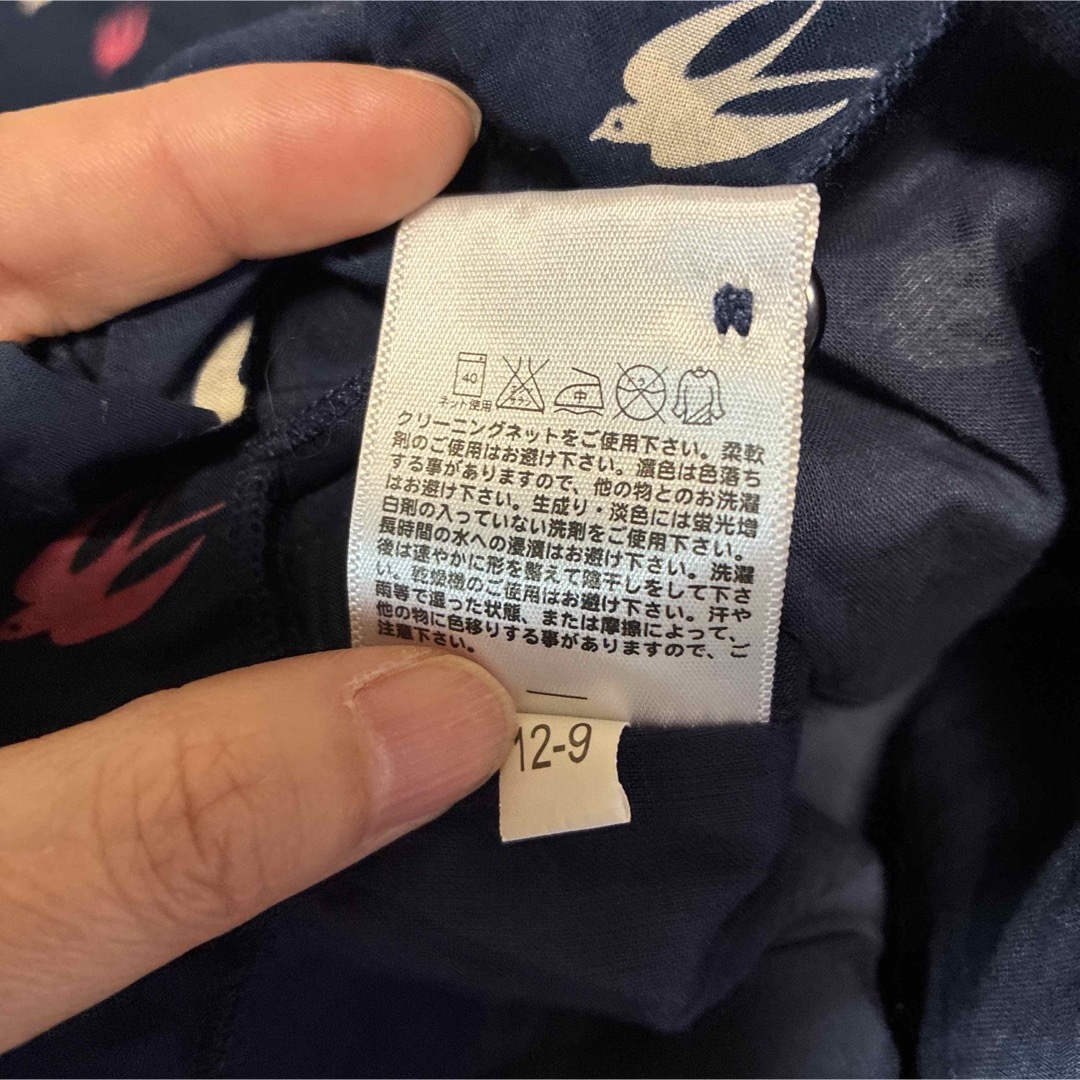 40
ネット使用
エンソ
サラシ
中
クリーニングネットをご使用下さい。柔軟
剤のご使用はお避け下さい。濃色は色落ち
する事がありますので、他の物とのお洗濯
はお避け下さい。生成り・淡色には蛍光増
白剤の入っていない洗剤をご使用下さい。
長時間の水への浸漬はお避け下さい。洗濯
後は速やかに形を整えて陰干しをして下さ
い。乾燥機のご使用はお避け下さい。汗や
雨等で湿った状態、または摩擦によって、
他の物に色移りする事がありますので、ご
注意下さい。
12-9